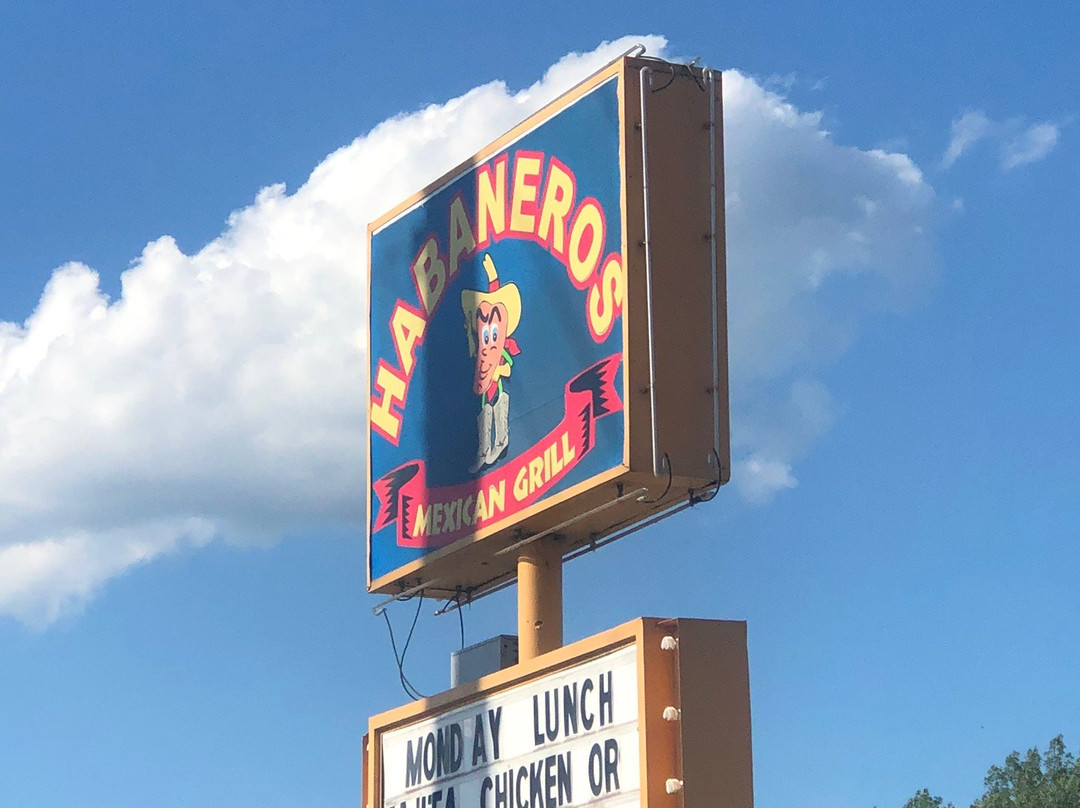 HABANEROS
MEXICAN GRILL
MONDAY LUNCH
CHICKEN OR